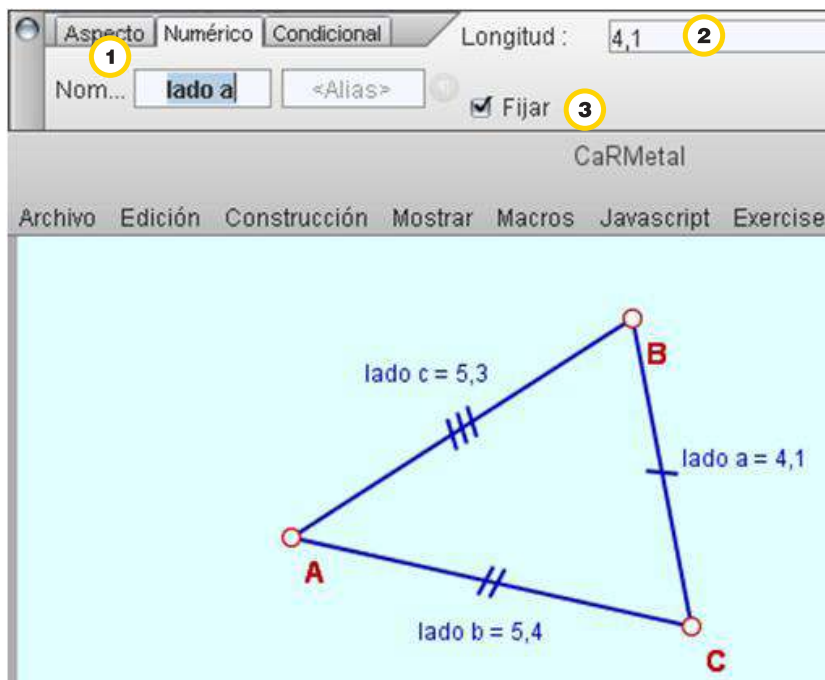 Aspecto Numérico Condicional Longitud : 4,1 2
1
Nom... lado a <Alias>
Fijar 3
CaRMetal
Archivo Edición Construcción Mostrar Macros Javascript Exercise
B
lado c = 5,3
lado a = 4,1
A
lado b = 5,4
C